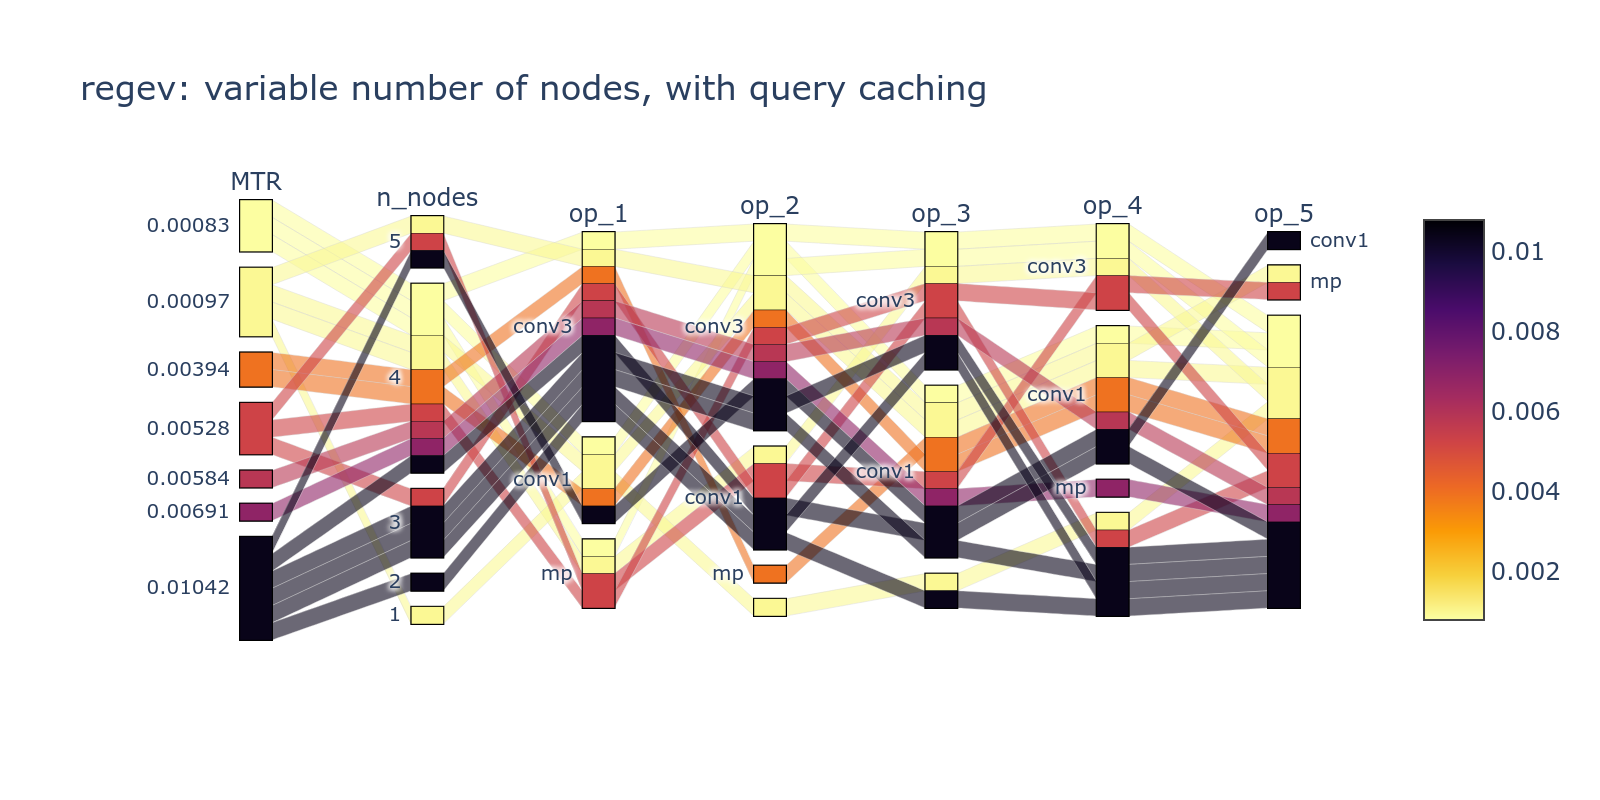 regev: variable number of nodes, with query caching
MTR
n_nodes
op_1
op_2
op_3
op_4
op_5
0.00083
0.00097
0.00394
0.00528
0.00584
0.00691
0.01042
5
4
3
2
1
conv3
conv1
mp
conv3
conv1
mp
conv3
conv1
conv3
conv1
mp
conv1
mp
0.01
0.008
0.006
0.004
0.002